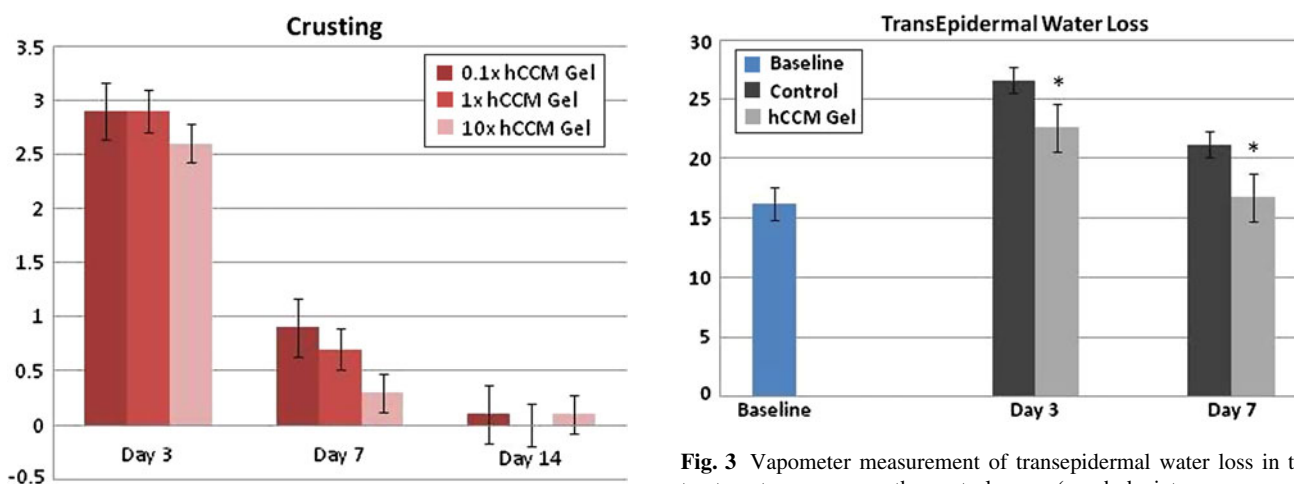 Crusting
3.5
3
2.5
2
1.5
1
0.5
0
-0.5
0.1x hCCM Gel
1x hCCM Gel
10x hCCM Gel
Day 3
Day 7
Day 14
TransEpidermal Water Loss
30
25
20
15
10
5
0
Baseline
Control
hCCM Gel
*
*
Baseline
Day 3
Day 7
Fig. 3 Vapometer measurement of transepidermal water loss in